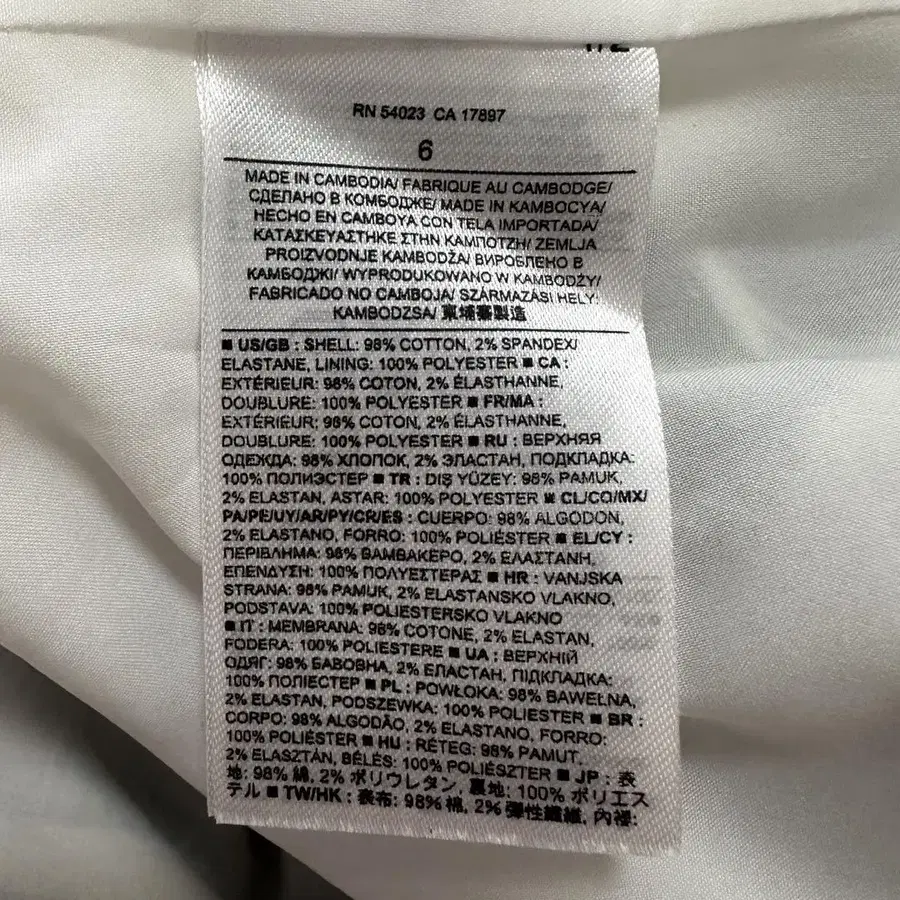 RN 54023 CA 17897
6
MADE IN CAMBODIA/ FABRIQUE AU CAMBODGE/
СДЕЛАНО В КОМБОДЖЕ/ MADE IN KAMBOCYA/
HECHO EN CAMBOYA CON TELA IMPORTADA/
ΚΑΤΑΣΚΕΥΑΣΤΗΚΕ ΣΤΗΝ ΚΑΜΠΟΤΖΗ/ ZEMLJA
PROIZVODNJE KAMBODŽA/ ВИРОБЛЕНО В
КАМБОДЖІ/ WYPRODUKOWANO W KAMBODŻY/
FABRICADO NO CAMBOJA/ SZÁRMAZÁSI HELY:
KAMBODZSA/ 柬埔寨製造
■ US/GB : SHELL: 98% COTTON, 2% SPANDEX/
ELASTANE, LINING: 100% POLYESTER ■ CA :
EXTÉRIEUR: 98% COTON, 2% ÉLASTHANNE,
DOUBLURE: 100% POLYESTER ■ FR/MA :
EXTÉRIEUR: 98% COTON, 2% ÉLASTHANNE,
DOUBLURE: 100% POLYESTER ■ RU : ВЕРХНЯЯ
ОДЕЖДА: 98% ХЛОПОК, 2% ЭЛАСТАН, ПОДКЛАДКА:
100% ПОЛИЭСТЕР ■ TR : DIŞ YÜZEY: 98% PAMUK,
2% ELASTAN, ASTAR: 100% POLYESTER ■ CL/CO/MX/
PA/PE/UY/AR/PY/CR/ES : CUERPO: 98% ALGODON,
2% ELASTANO, FORRO: 100% POLIÉSTER ■ EL/CY :
ΠΕΡΙΒΛΗΜΑ: 98% ΒΑΜΒΑΚΕΡΟ, 2% ΕΛΑΣΤΑΝΗ,
ΕΠΕΝΔΥΣΗ: 100% ΠΟΛΥΕΣΤΕΡΑΣ ■ HR : VANJSKA
STRANA: 98% PAMUK, 2% ELASTANSKO VLAKNO,
PODSTAVA: 100% POLIESTERSKO VLAKNO
■ IT : MEMBRANA: 98% COTONE, 2% ELASTAN,
FODERA: 100% POLIESTERE ■ UA : ВЕРХНІЙ
ОДЯГ: 98% БАВОВНА, 2% ЕЛАСТАН, ПІДКЛАДКА:
100% ПОЛІЕСТЕР ■ PL : POWŁOKA: 98% BAWEŁNA,
2% ELASTAN, PODSZEWKA: 100% POLIESTER ■ BR :
CORPO: 98% ALGODÃO, 2% ELASTANO, FORRO:
100% POLIÉSTER ■ HU : RÉTEG: 98% PAMUT,
2% ELASZTÁN, BÉLÉS: 100% POLIÉSZTER ■ JP : 表
地: 98% 綿, 2% ポリウレタン, 裏地: 100% ポリエス
テル ■ TW/HK : 表布: 98% 棉, 2% 彈性纖維, 內裡: